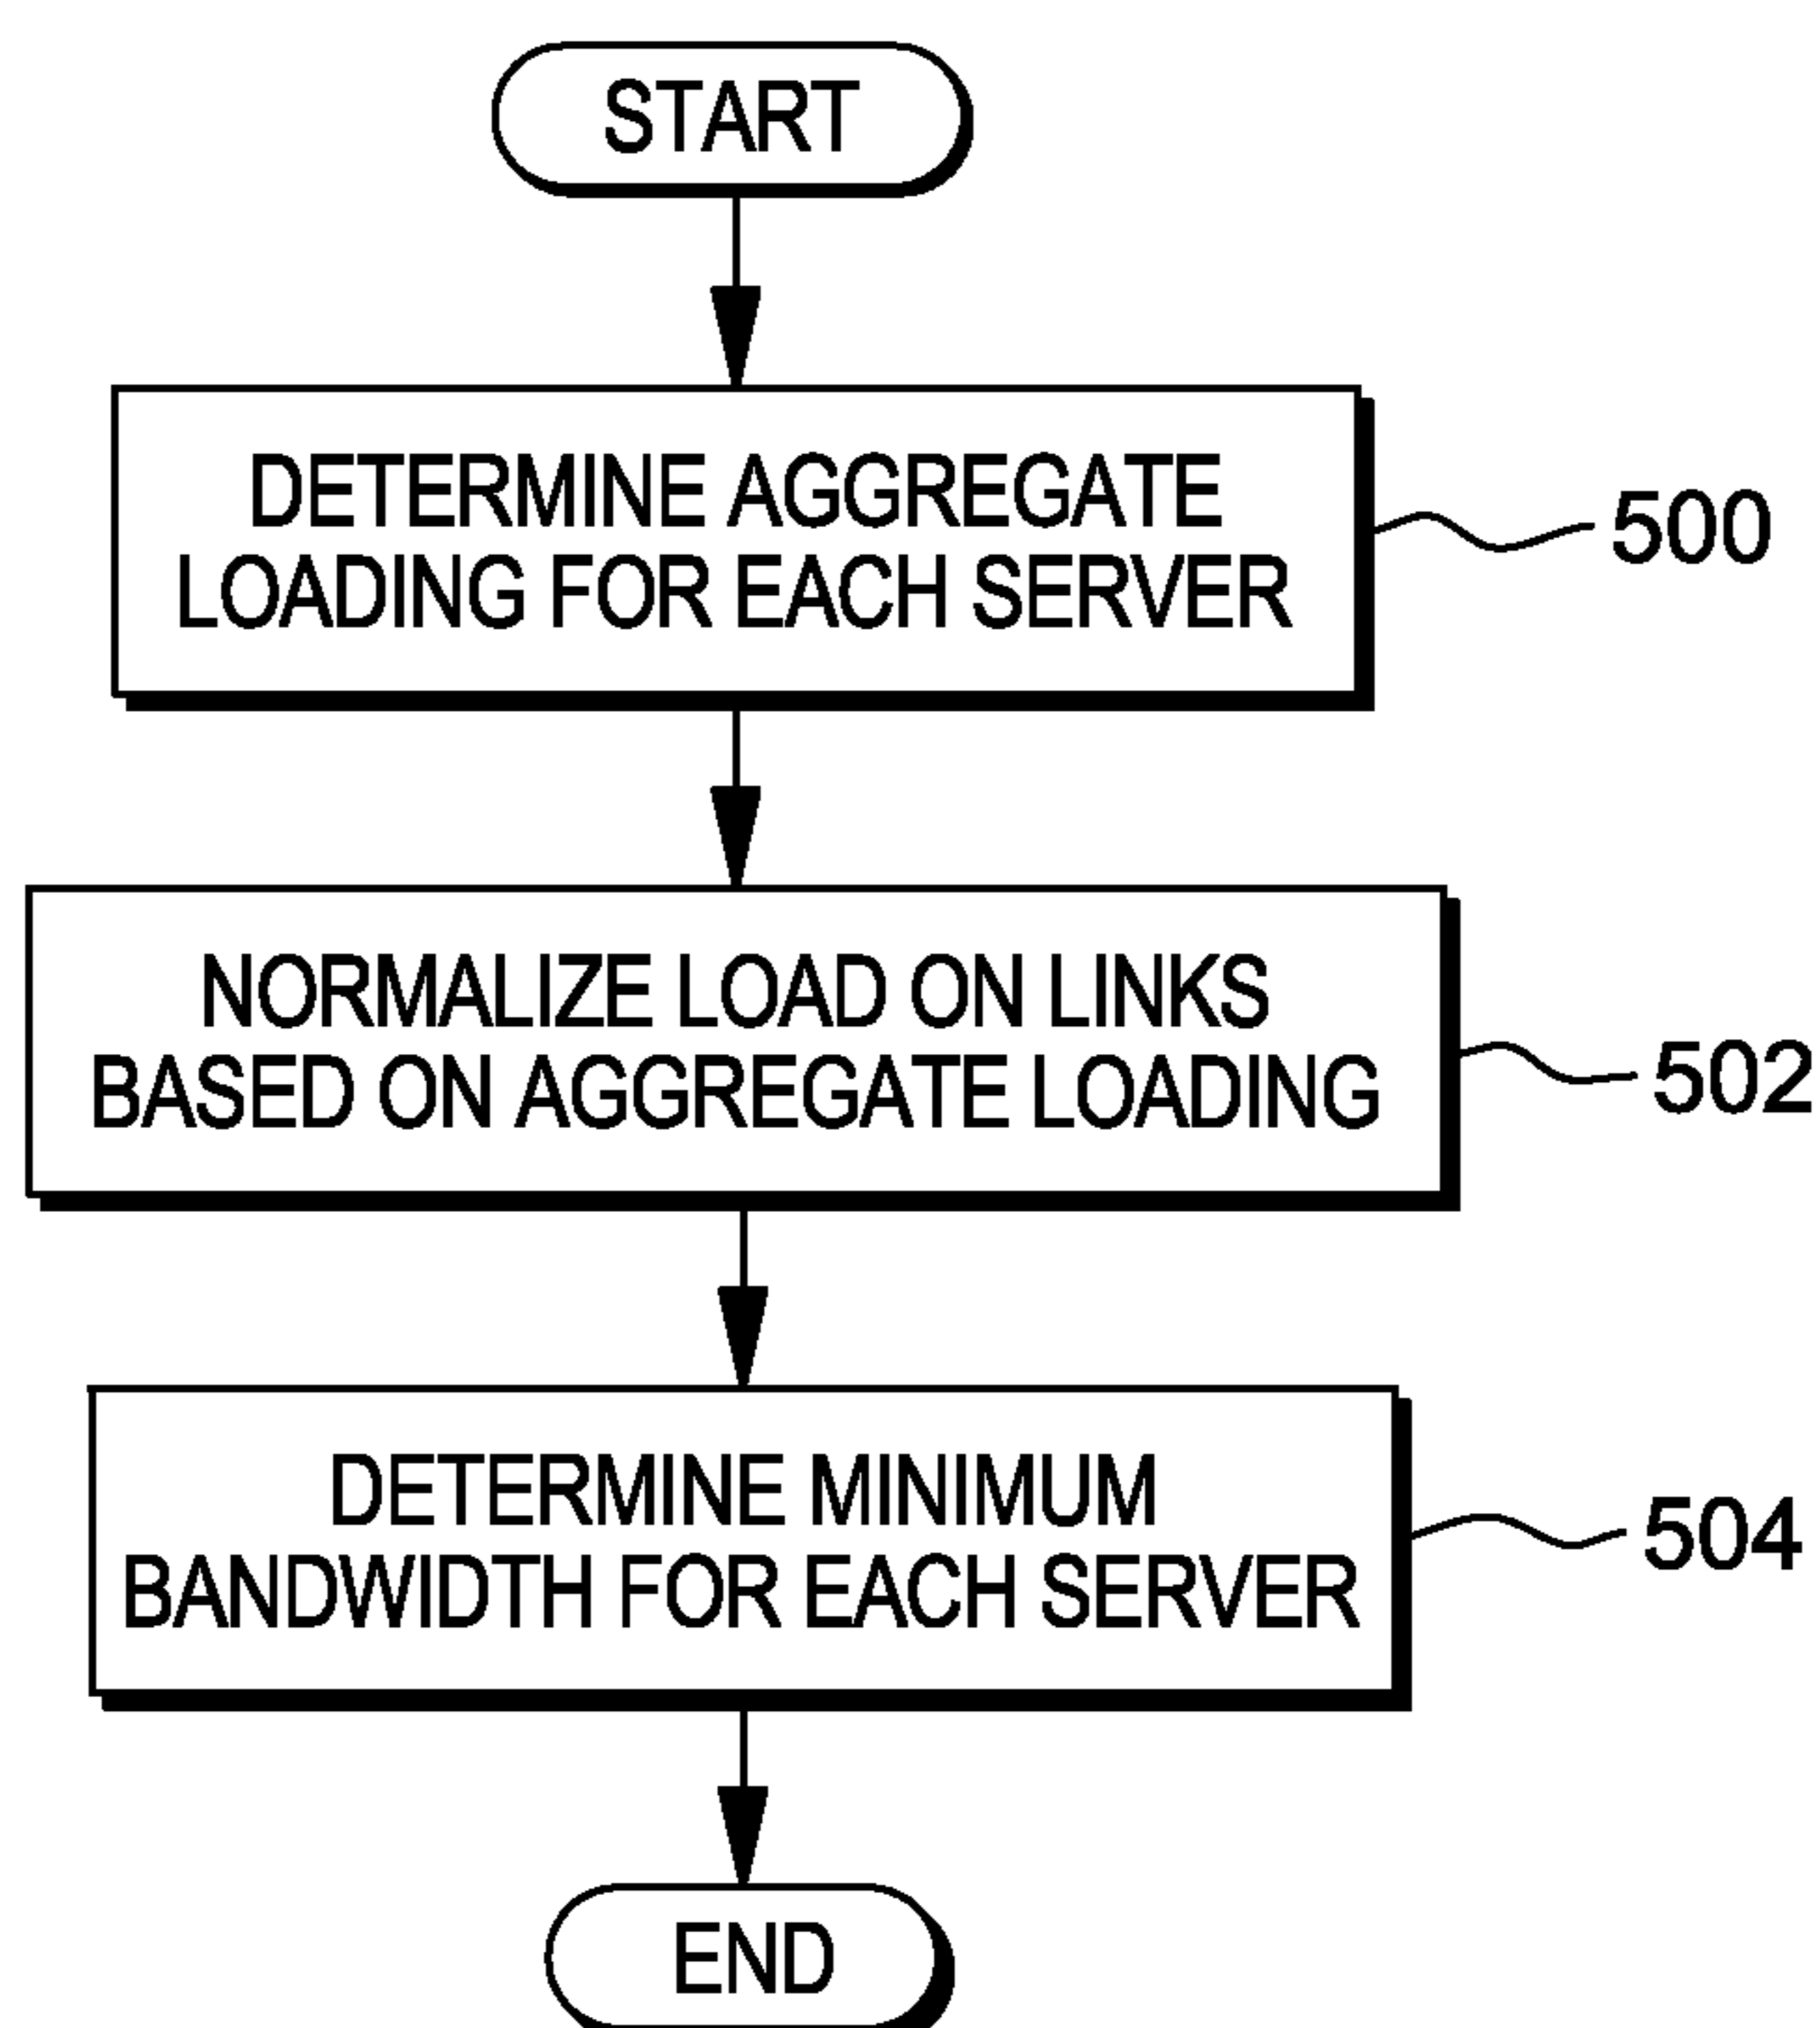 START
DETERMINE AGGREGATE
LOADING FOR EACH SERVER
500
NORMALIZE LOAD ON LINKS
BASED ON AGGREGATE LOADING
502
DETERMINE MINIMUM
BANDWIDTH FOR EACH SERVER
504
END